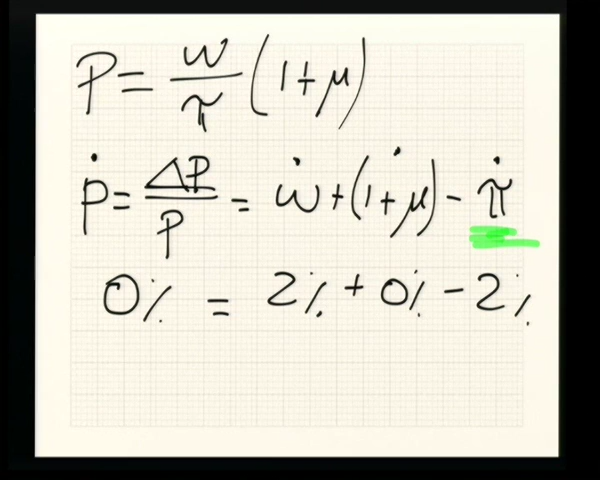 P = w/π (1+μ)
ṗ = ΔP/P = ẇ + (1+̇μ) - π̇
0% = 2% + 0% - 2%